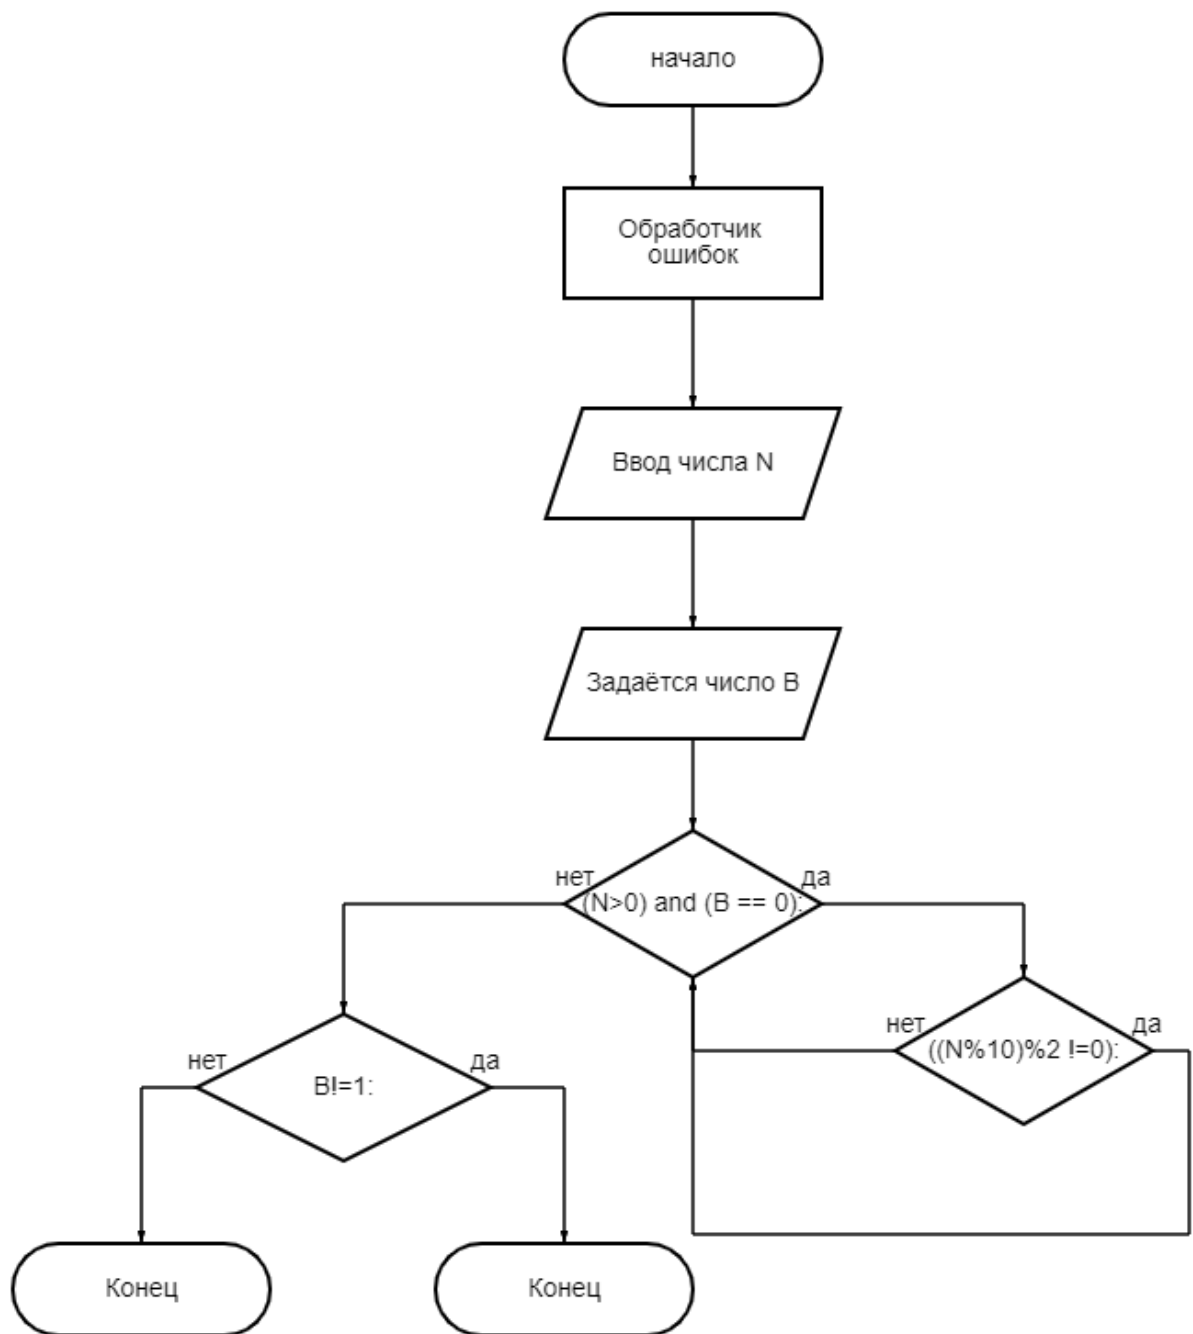 начало
Обработчик
ошибок
Ввод числа N
Задаётся число B
нет
да
(N>0) and (B == 0):
нет
да
((N%10)%2 !=0):
нет
да
B!=1:
Конец
Конец